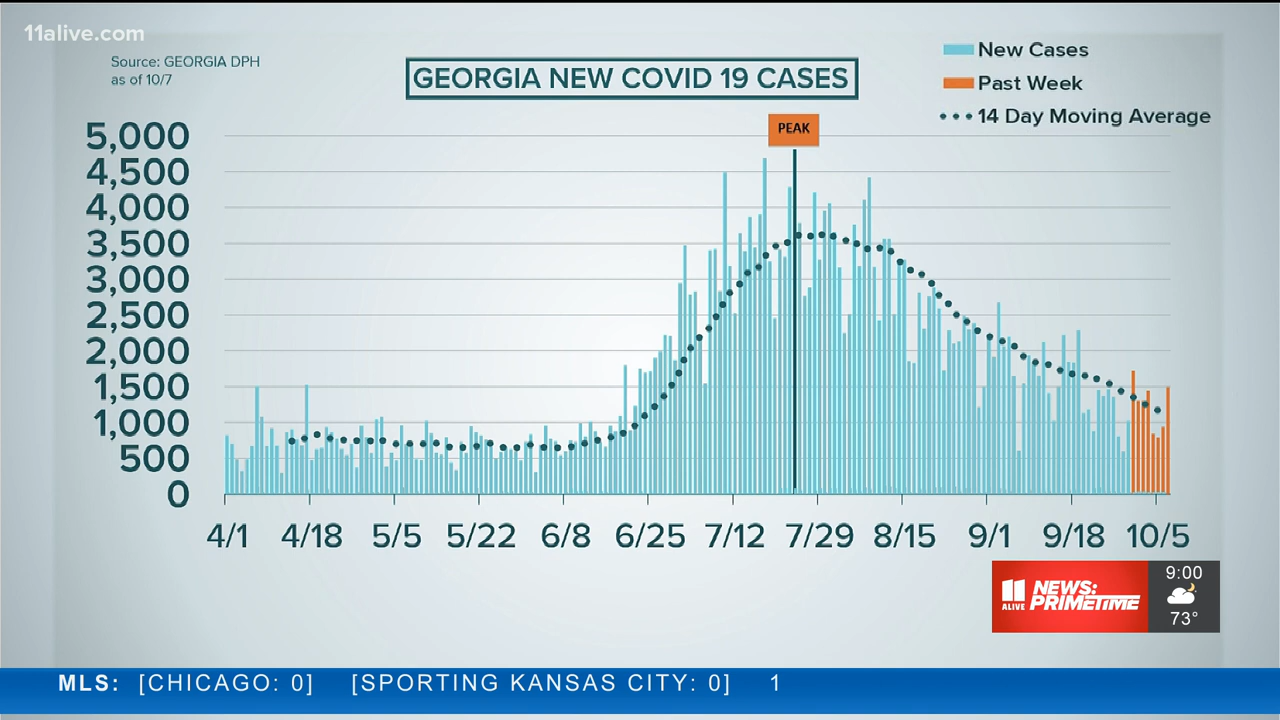 11alive.com
Source: GEORGIA DPH
as of 10/7
GEORGIA NEW COVID 19 CASES
New Cases
Past Week
14 Day Moving Average
PEAK
5,000
4,500
4,000
3,500
3,000
2,500
2,000
1,500
1,000
500
0
4/1 4/18 5/5 5/22 6/8 6/25 7/12 7/29 8/15 9/1 9/18 10/5
11 ALIVE NEWS:
PRIMETIME
9:00
73°
MLS: [CHICAGO: 0] [SPORTING KANSAS CITY: 0] 1